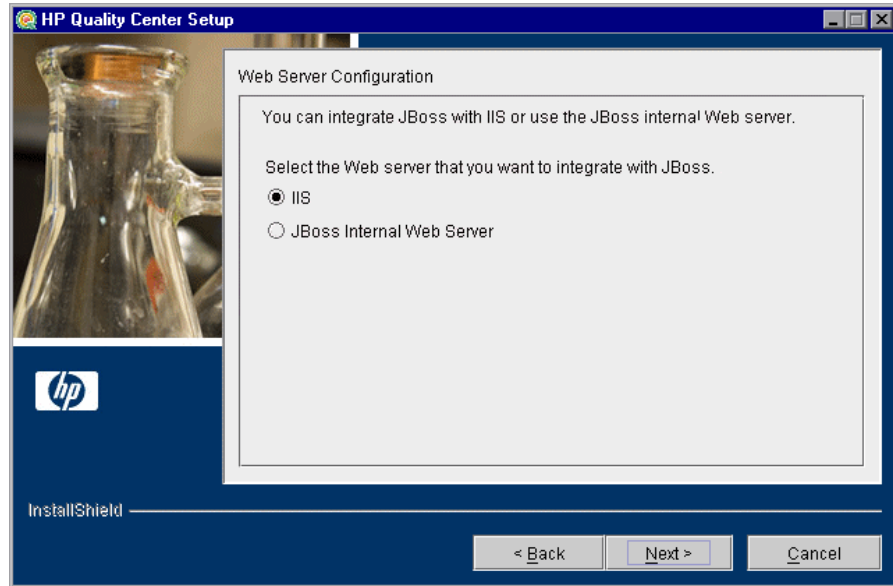 HP Quality Center Setup
Web Server Configuration
You can integrate JBoss with IIS or use the JBoss internal Web server.
Select the Web server that you want to integrate with JBoss.
IIS
JBoss Internal Web Server
hp
InstallShield
< Back
Next >
Cancel